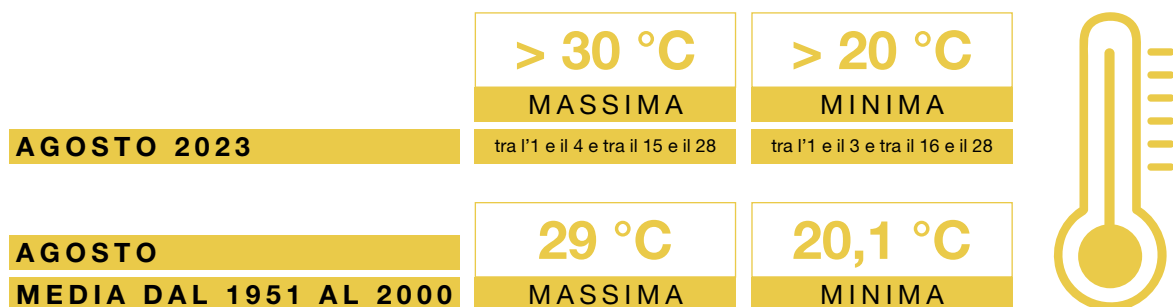 > 30 °C
> 20 °C
MASSIMA
MINIMA
AGOSTO 2023
tra l'1 e il 4 e tra il 15 e il 28
tra l'1 e il 3 e tra il 16 e il 28
29 °C
20,1 °C
AGOSTO
MEDIA DAL 1951 AL 2000
MASSIMA
MINIMA